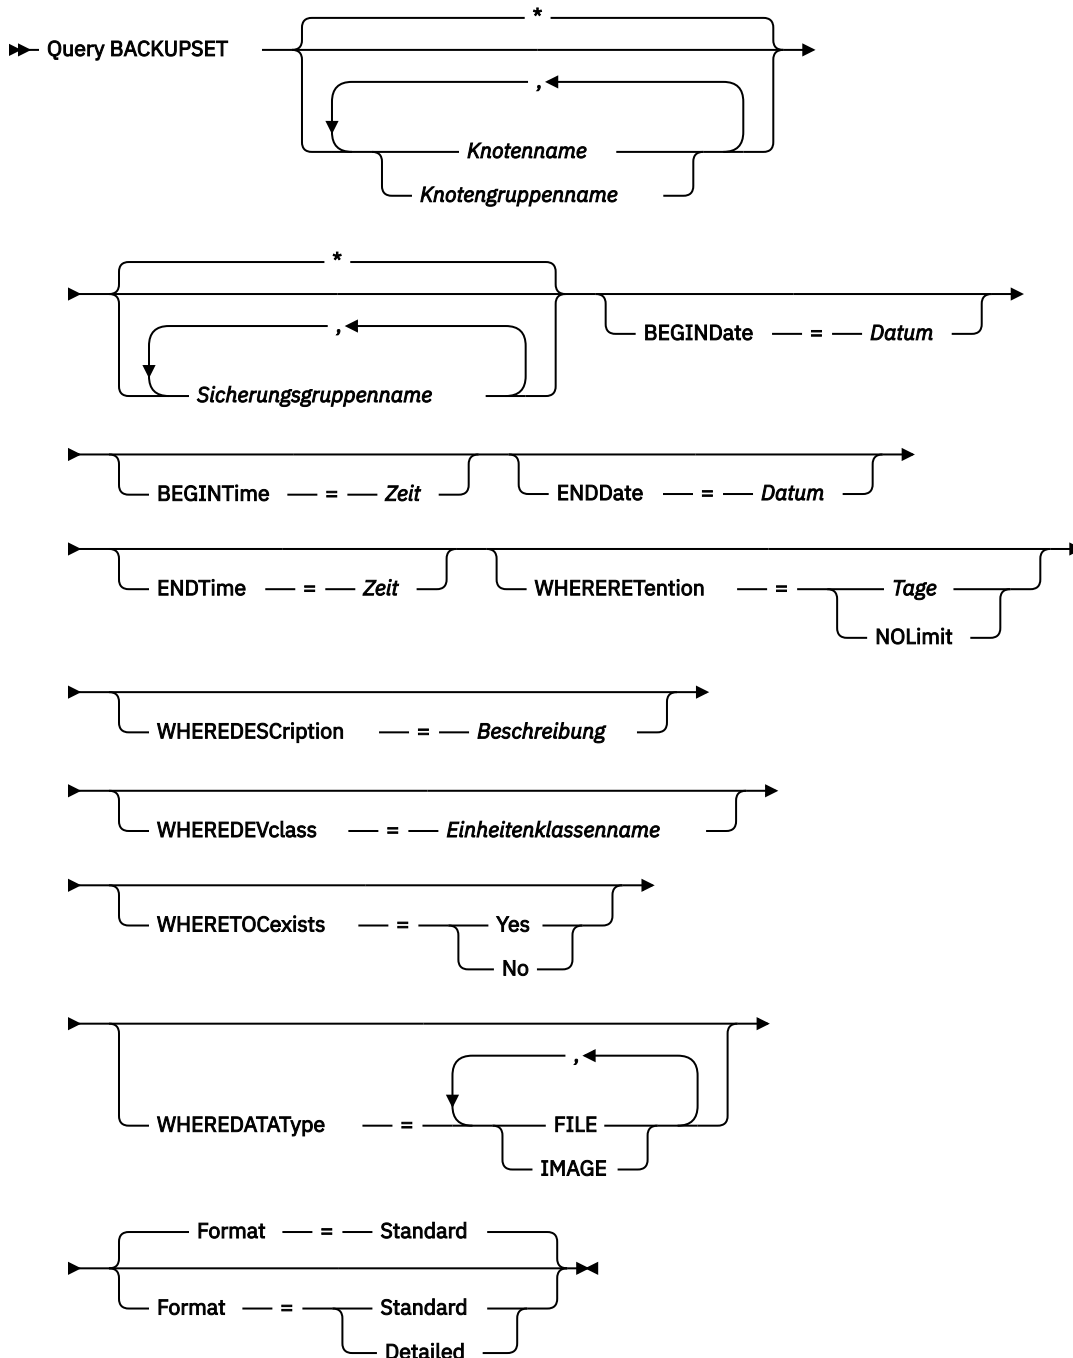 *
Query BACKUPSET
,
Knotenname
Knotengruppenname
*
,
Sicherungsgruppenname
BEGINDate = Datum
BEGINTime = Zeit ENDDate = Datum
ENDTime = Zeit WHERERETention = Tage
NOLimit
WHEREDESCription = Beschreibung
WHEREDEVclass = Einheitenklassenname
WHERETOCexists = Yes
No
,
WHEREDATAType = FILE
IMAGE
Format = Standard
Format = Standard
Detailed